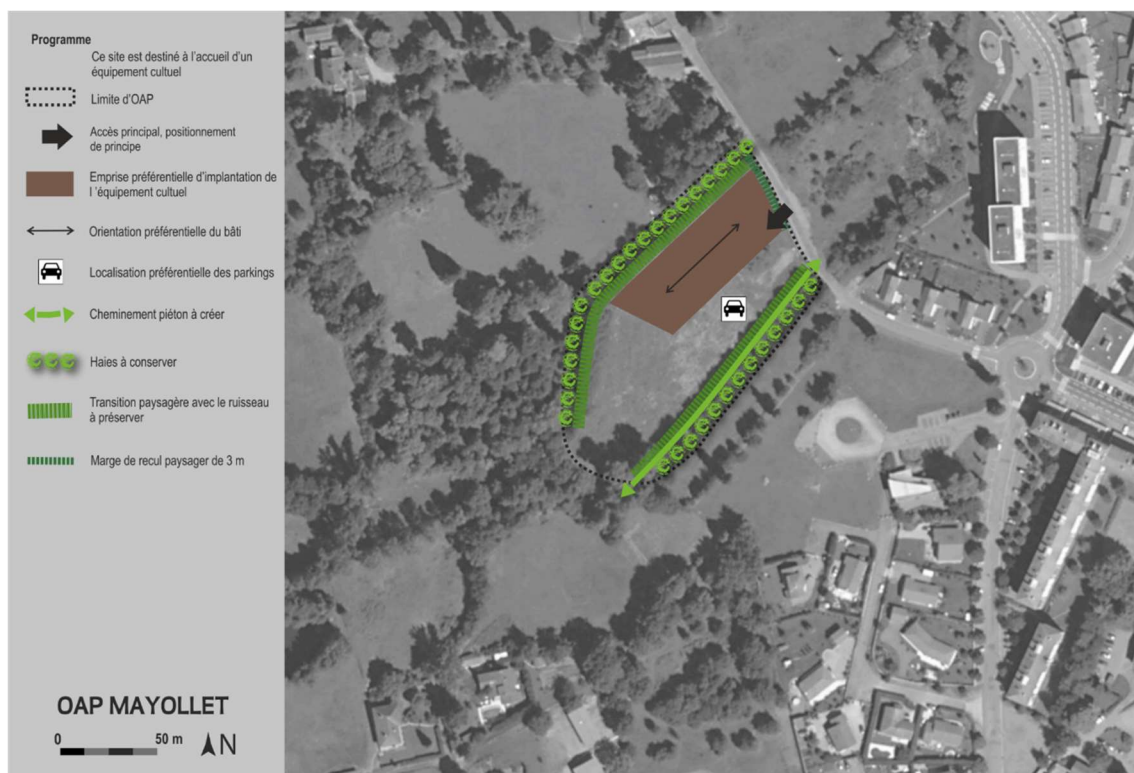 Programme
Ce site est destiné à l'accueil d'un
équipement cultuel
Limite d'OAP
Accès principal, positionnement
de principe
Emprise préférentielle d'implantation de
l 'équipement cultuel
Orientation préférentielle du bâti
Localisation préférentielle des parkings
Cheminement piéton à créer
Haies à conserver
Transition paysagère avec le ruisseau
à préserver
Marge de recul paysager de 3 m
OAP MAYOLLET
0 50 m N